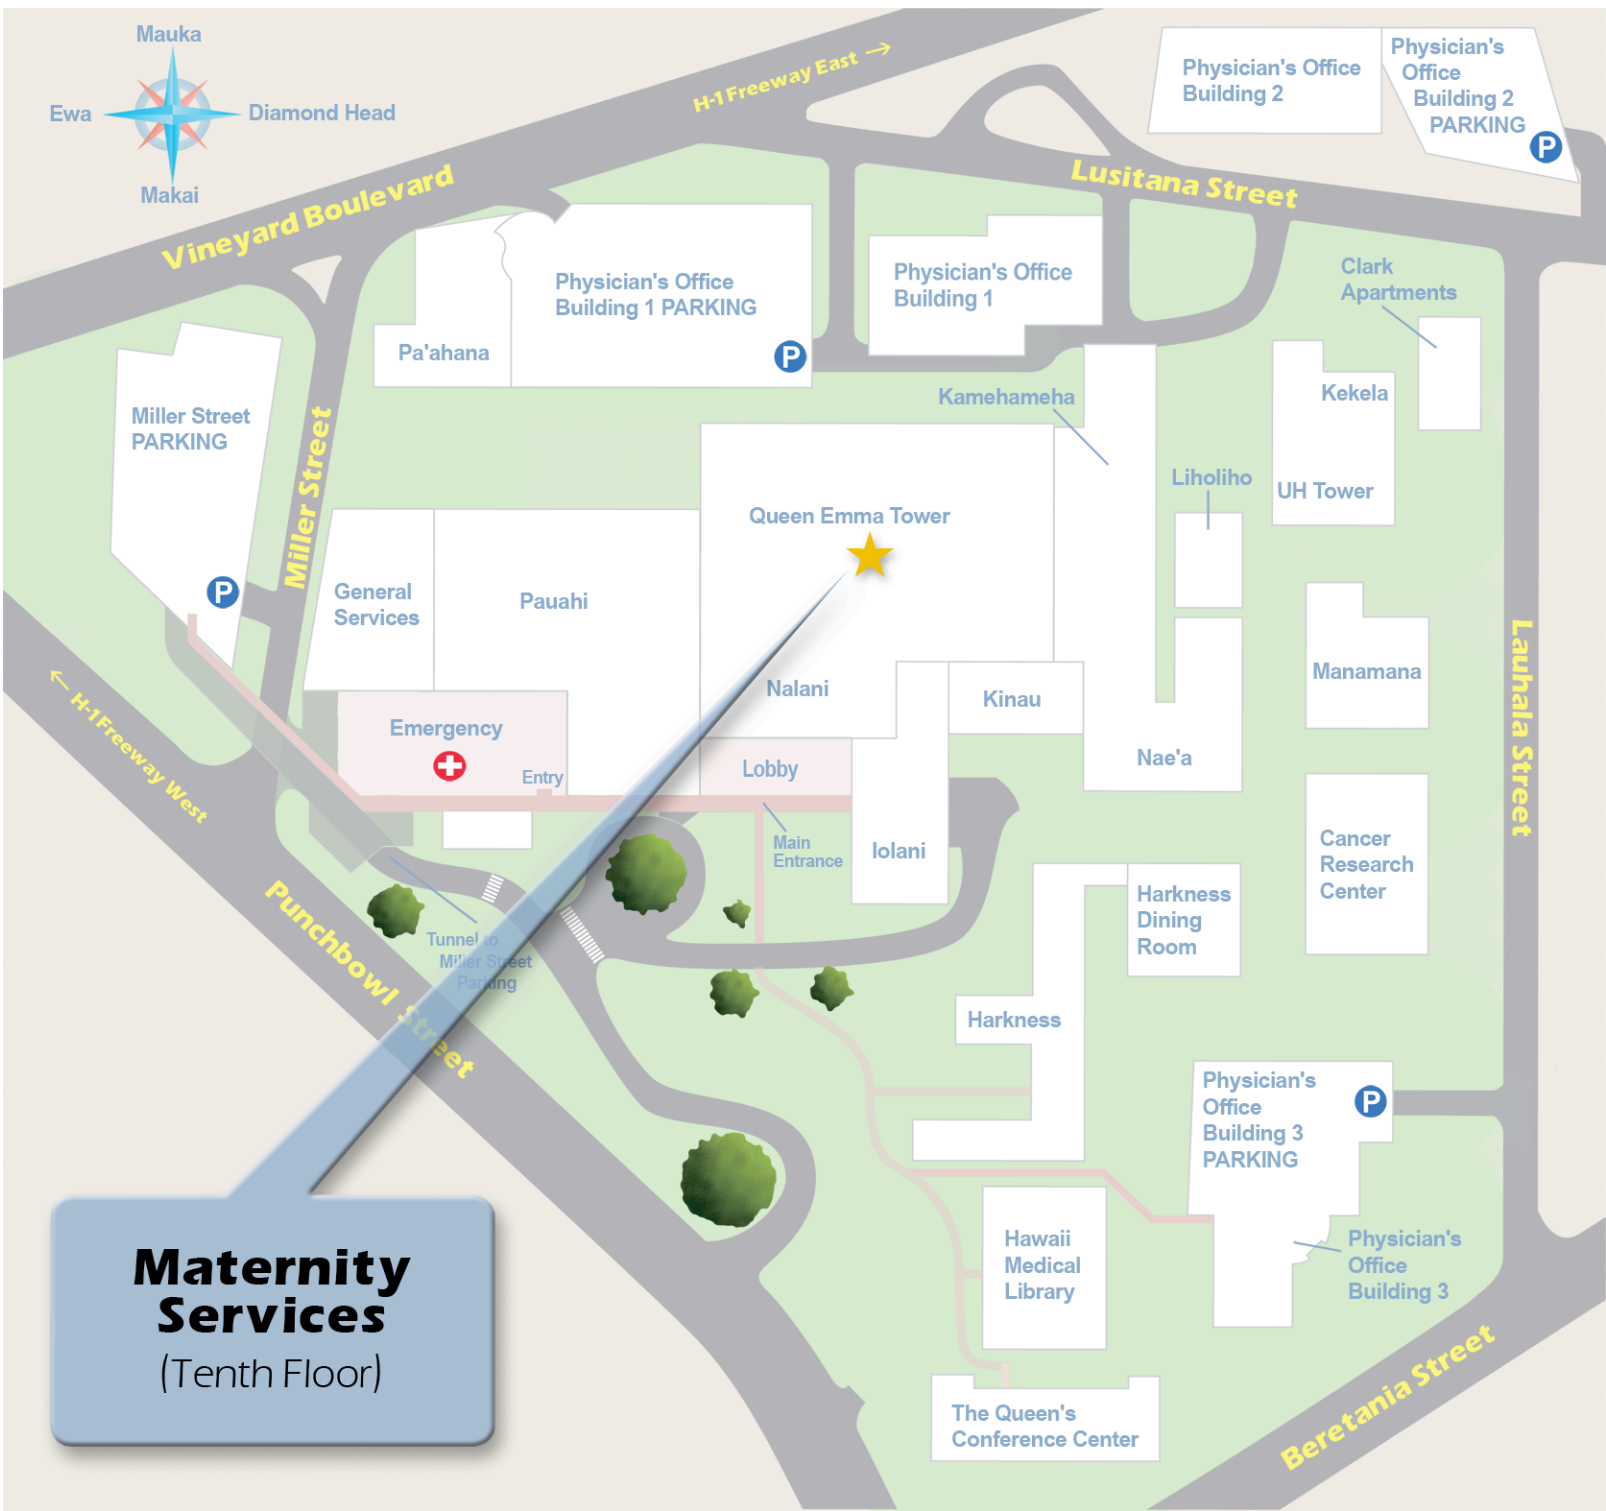 Mauka
Ewa
Diamond Head
Makai
H-1 Freeway East →
Vineyard Boulevard
Lusitana Street
Physician's Office
Building 2
Physician's
Office
Building 2
PARKING
P
Physician's Office
Building 1 PARKING
P
Pa'ahana
Physician's Office
Building 1
Clark
Apartments
Miller Street
PARKING
P
Miller Street
Kamehameha
Kekela
UH Tower
Liholiho
Queen Emma Tower
General
Services
Pauahi
Nalani
Kinau
Manamana
Lauhala Street
Emergency
Entry
Lobby
Nae'a
Main
Entrance
Iolani
← H-1 Freeway West
Punchbowl Street
Tunnel to
Miller Street
Parking
Cancer
Research
Center
Harkness
Dining
Room
Harkness
Physician's
Office
Building 3
PARKING
P
Hawaii
Medical
Library
Physician's
Office
Building 3
The Queen's
Conference Center
Beretania Street
Maternity
Services
(Tenth Floor)